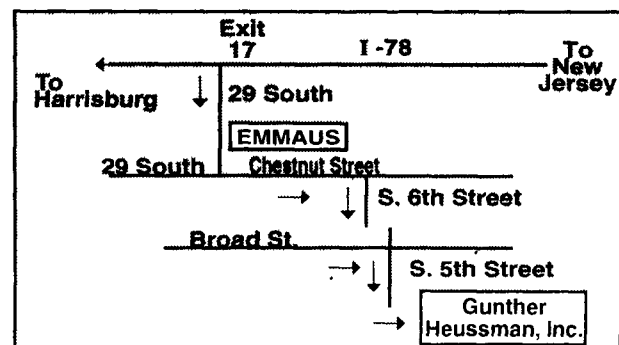 Exit
17
I -78
To
New
Jersey
To
Harrisburg
29 South
EMMAUS
29 South
Chestnut Street
S. 6th Street
Broad St.
S. 5th Street
Gunther
Heussman, Inc.